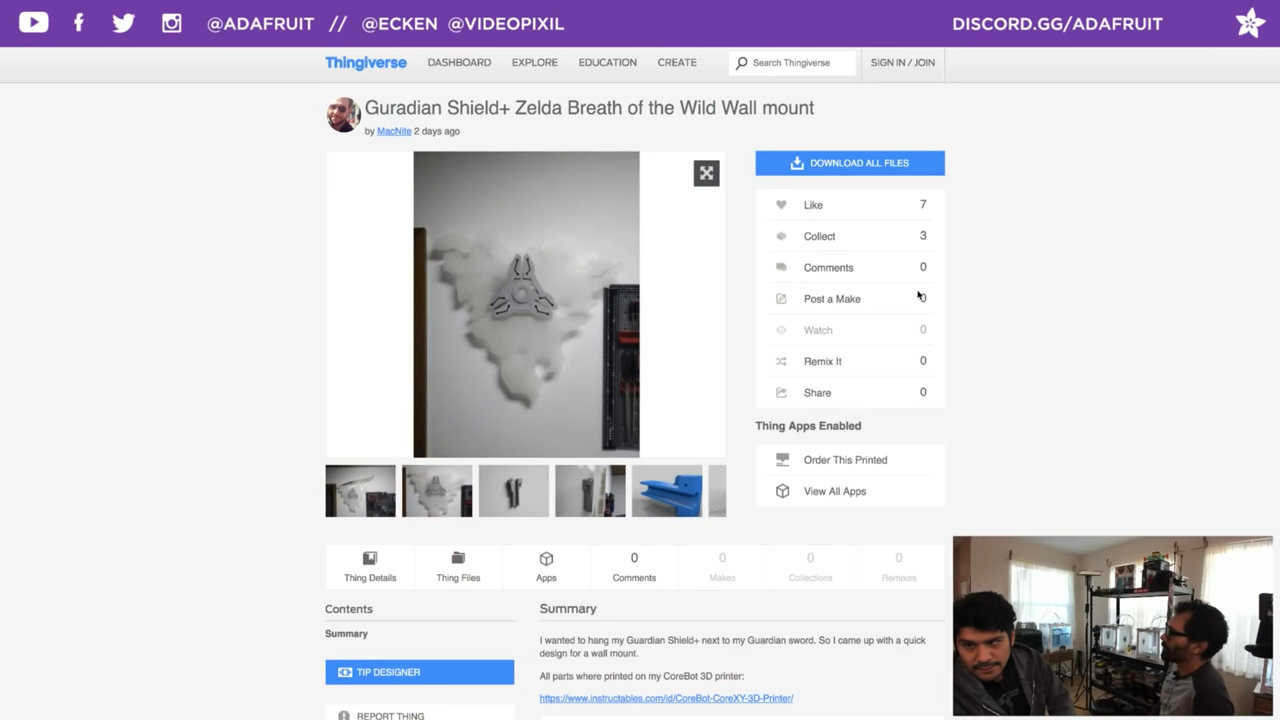 @ADAFRUIT // @ECKEN @VIDEOPIXIL
DISCORD.GG/ADAFRUIT
Thingiverse
DASHBOARD
EXPLORE
EDUCATION
CREATE
Search Thingiverse
SIGN IN / JOIN
Guradian Shield+ Zelda Breath of the Wild Wall mount
by MacNite 2 days ago
DOWNLOAD ALL FILES
Like 7
Collect 3
Comments 0
Post a Make 0
Watch 0
Remix It 0
Share 0
Thing Apps Enabled
Order This Printed
View All Apps
Thing Details
Thing Files
Apps
0 Comments
0 Makes
0 Collections
0 Remixes
Contents
Summary
TIP DESIGNER
REPORT THING
Summary
I wanted to hang my Guardian Shield+ next to my Guardian sword. So I came up with a quick
design for a wall mount.
All parts where printed on my CoreBot 3D printer:
https://www.instructables.com/id/CoreBot-CoreXY-3D-Printer/